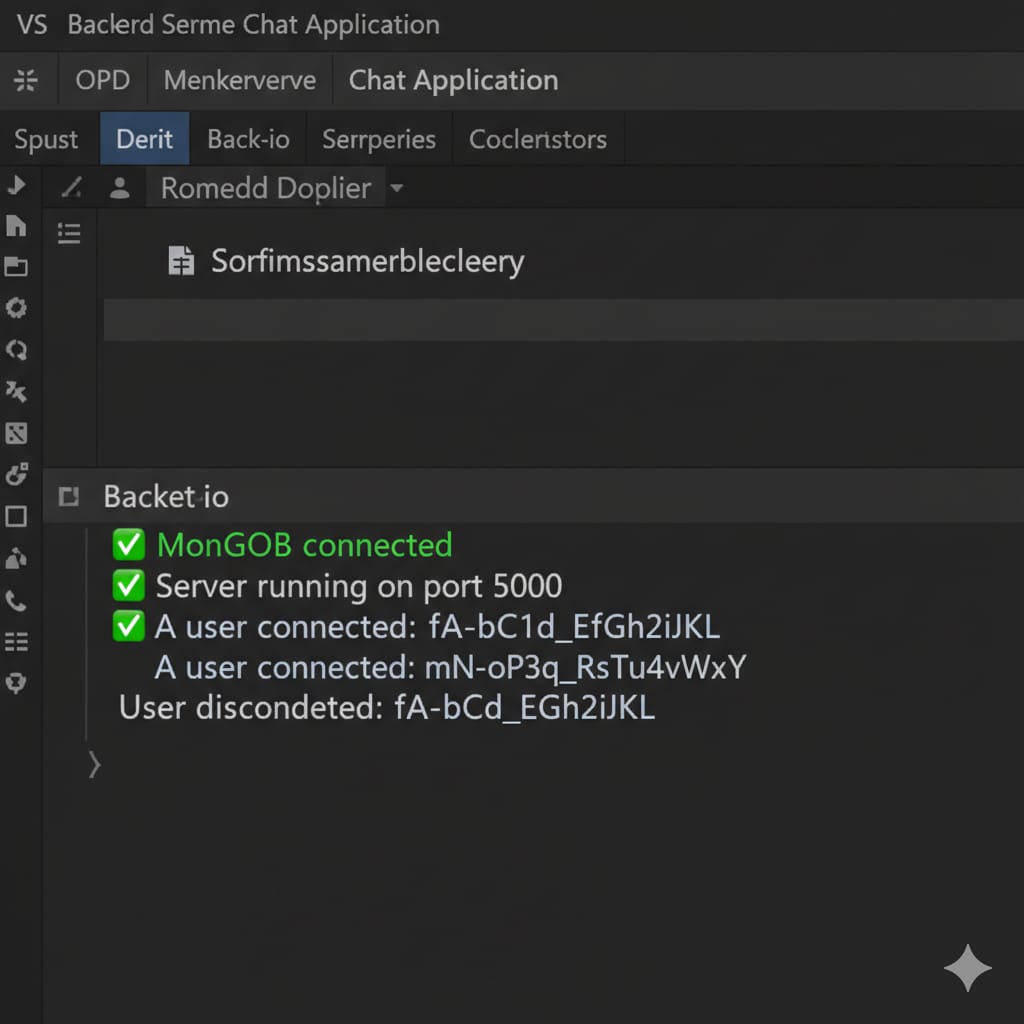 VS Baclerd Serme Chat Application
OPD Menkerverve Chat Application
Spust Derit Back-io Serrperies Coclerıstors
Romedd Doplier
Sorfimssamerblecleery
Backet io
✅ MonGOB connected
✅ Server running on port 5000
✅ A user connected: fA-bC1d_EfGh2iJKL
A user connected: mN-oP3q_RsTu4vWxY
User discondeted: fA-bCd_EGh2iJKL